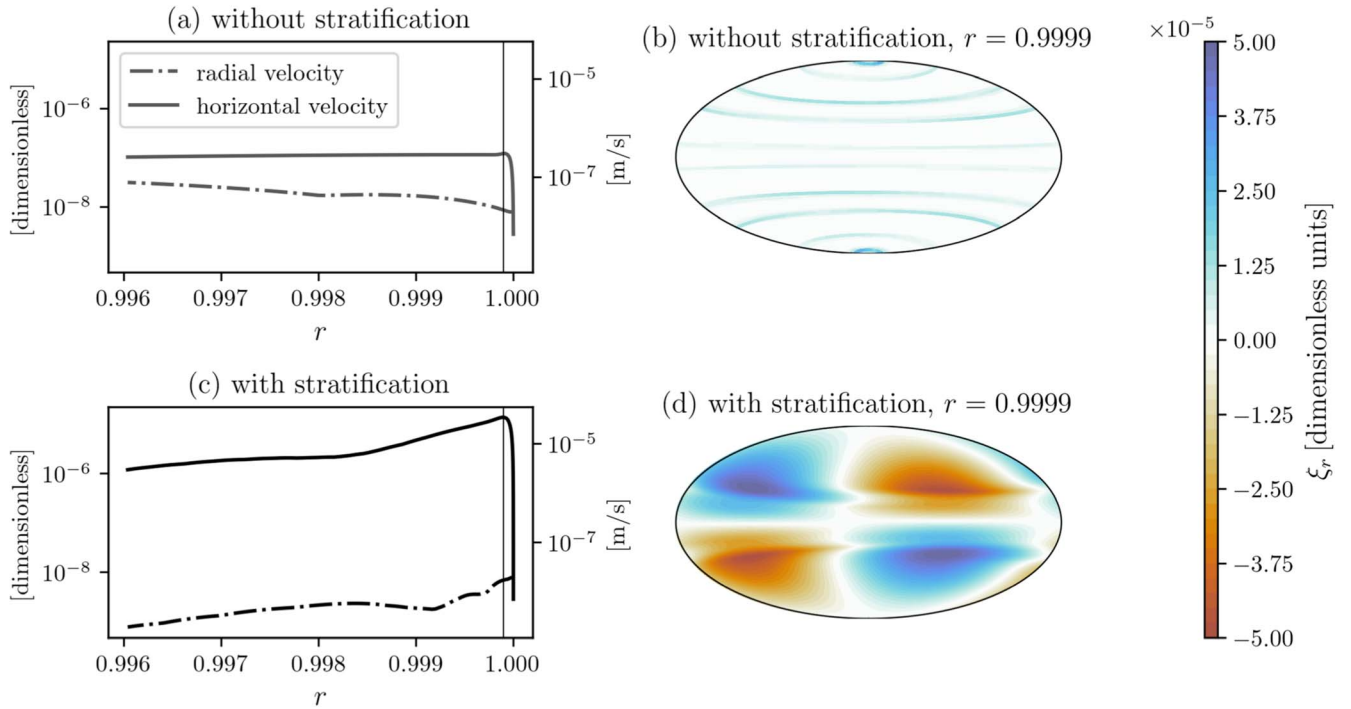 (a) without stratification
[dimensionless]
10⁻⁶
10⁻⁸
radial velocity
horizontal velocity
10⁻⁵
10⁻⁷
[m/s]
0.996 0.997 0.998 0.999 1.000
r
(b) without stratification, r = 0.9999
(c) with stratification
[dimensionless]
10⁻⁶
10⁻⁸
10⁻⁵
10⁻⁷
[m/s]
0.996 0.997 0.998 0.999 1.000
r
(d) with stratification, r = 0.9999
×10⁻⁵
5.00
3.75
2.50
1.25
0.00
−1.25
−2.50
−3.75
−5.00
ξᵣ [dimensionless units]